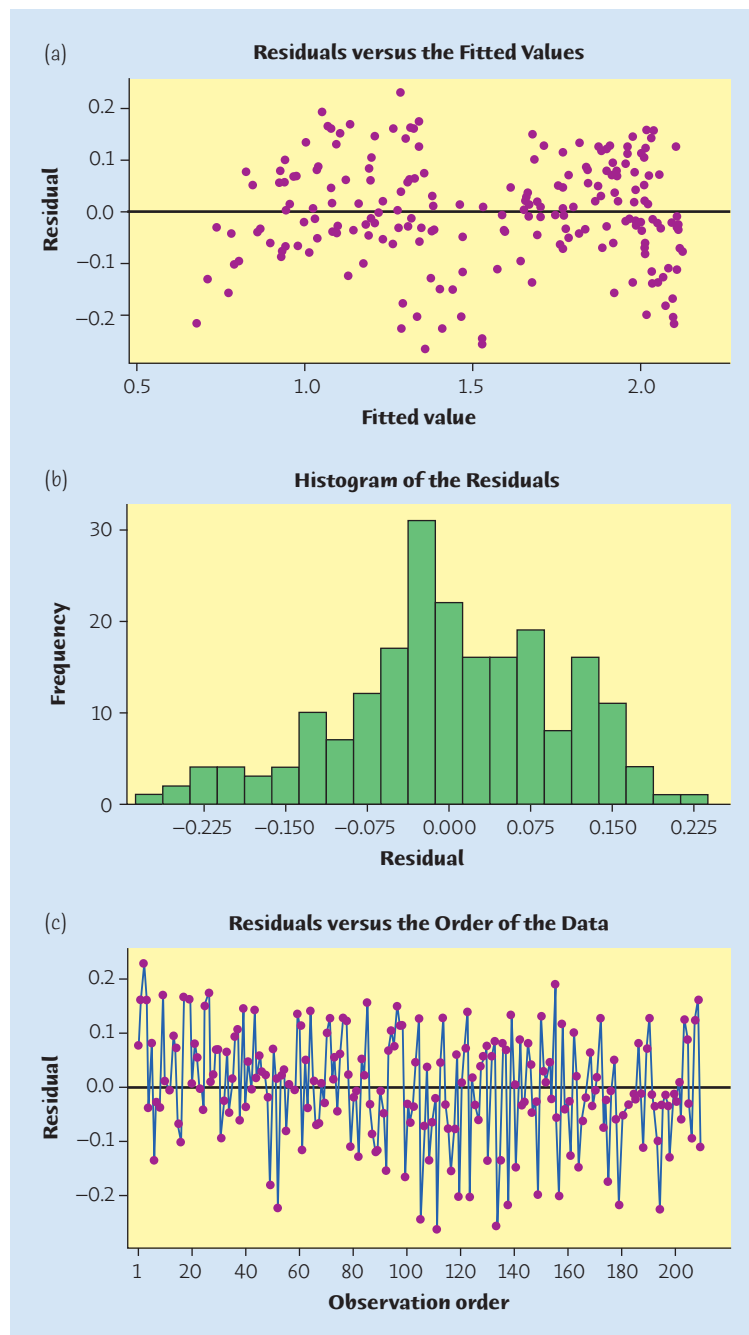 (a) Residuals versus the Fitted Values
Residual
0.2
0.1
0.0
−0.1
−0.2
0.5 1.0 1.5 2.0
Fitted value
(b) Histogram of the Residuals
Frequency
30
20
10
0
−0.225 −0.150 −0.075 0.000 0.075 0.150 0.225
Residual
(c) Residuals versus the Order of the Data
Residual
0.2
0.1
0.0
−0.1
−0.2
1 20 40 60 80 100 120 140 160 180 200
Observation order